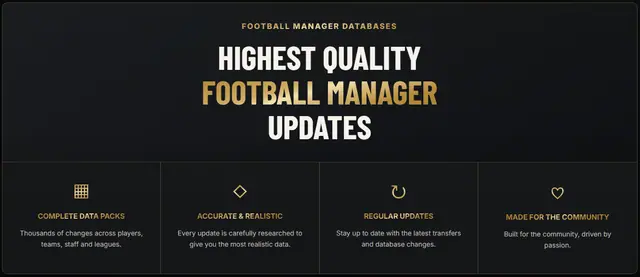 FOOTBALL MANAGER DATABASES
HIGHEST QUALITY
FOOTBALL MANAGER
UPDATES
COMPLETE DATA PACKS
Thousands of changes across players,
teams, staff and leagues.
ACCURATE & REALISTIC
Every update is carefully researched to
give you the most realistic data.
REGULAR UPDATES
Stay up to date with the latest transfers
and database changes.
MADE FOR THE COMMUNITY
Built for the community, driven by
passion.